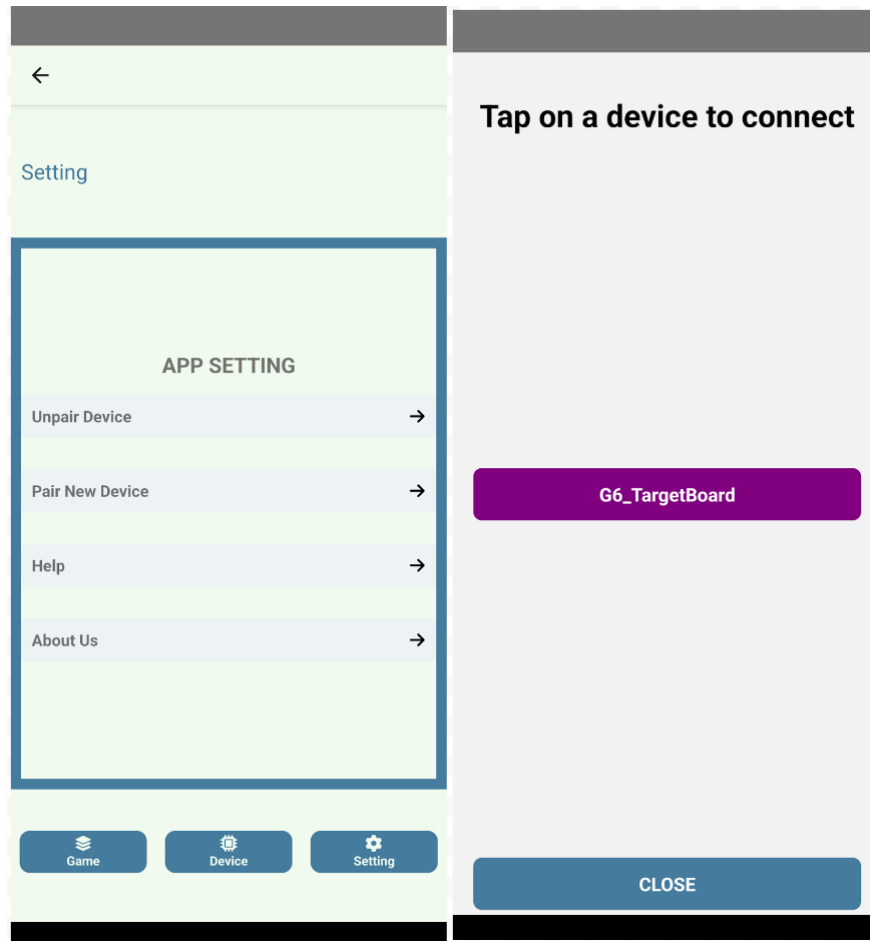 Setting
APP SETTING
Unpair Device
Pair New Device
Help
About Us
Game
Device
Setting
Tap on a device to connect
G6_TargetBoard
CLOSE